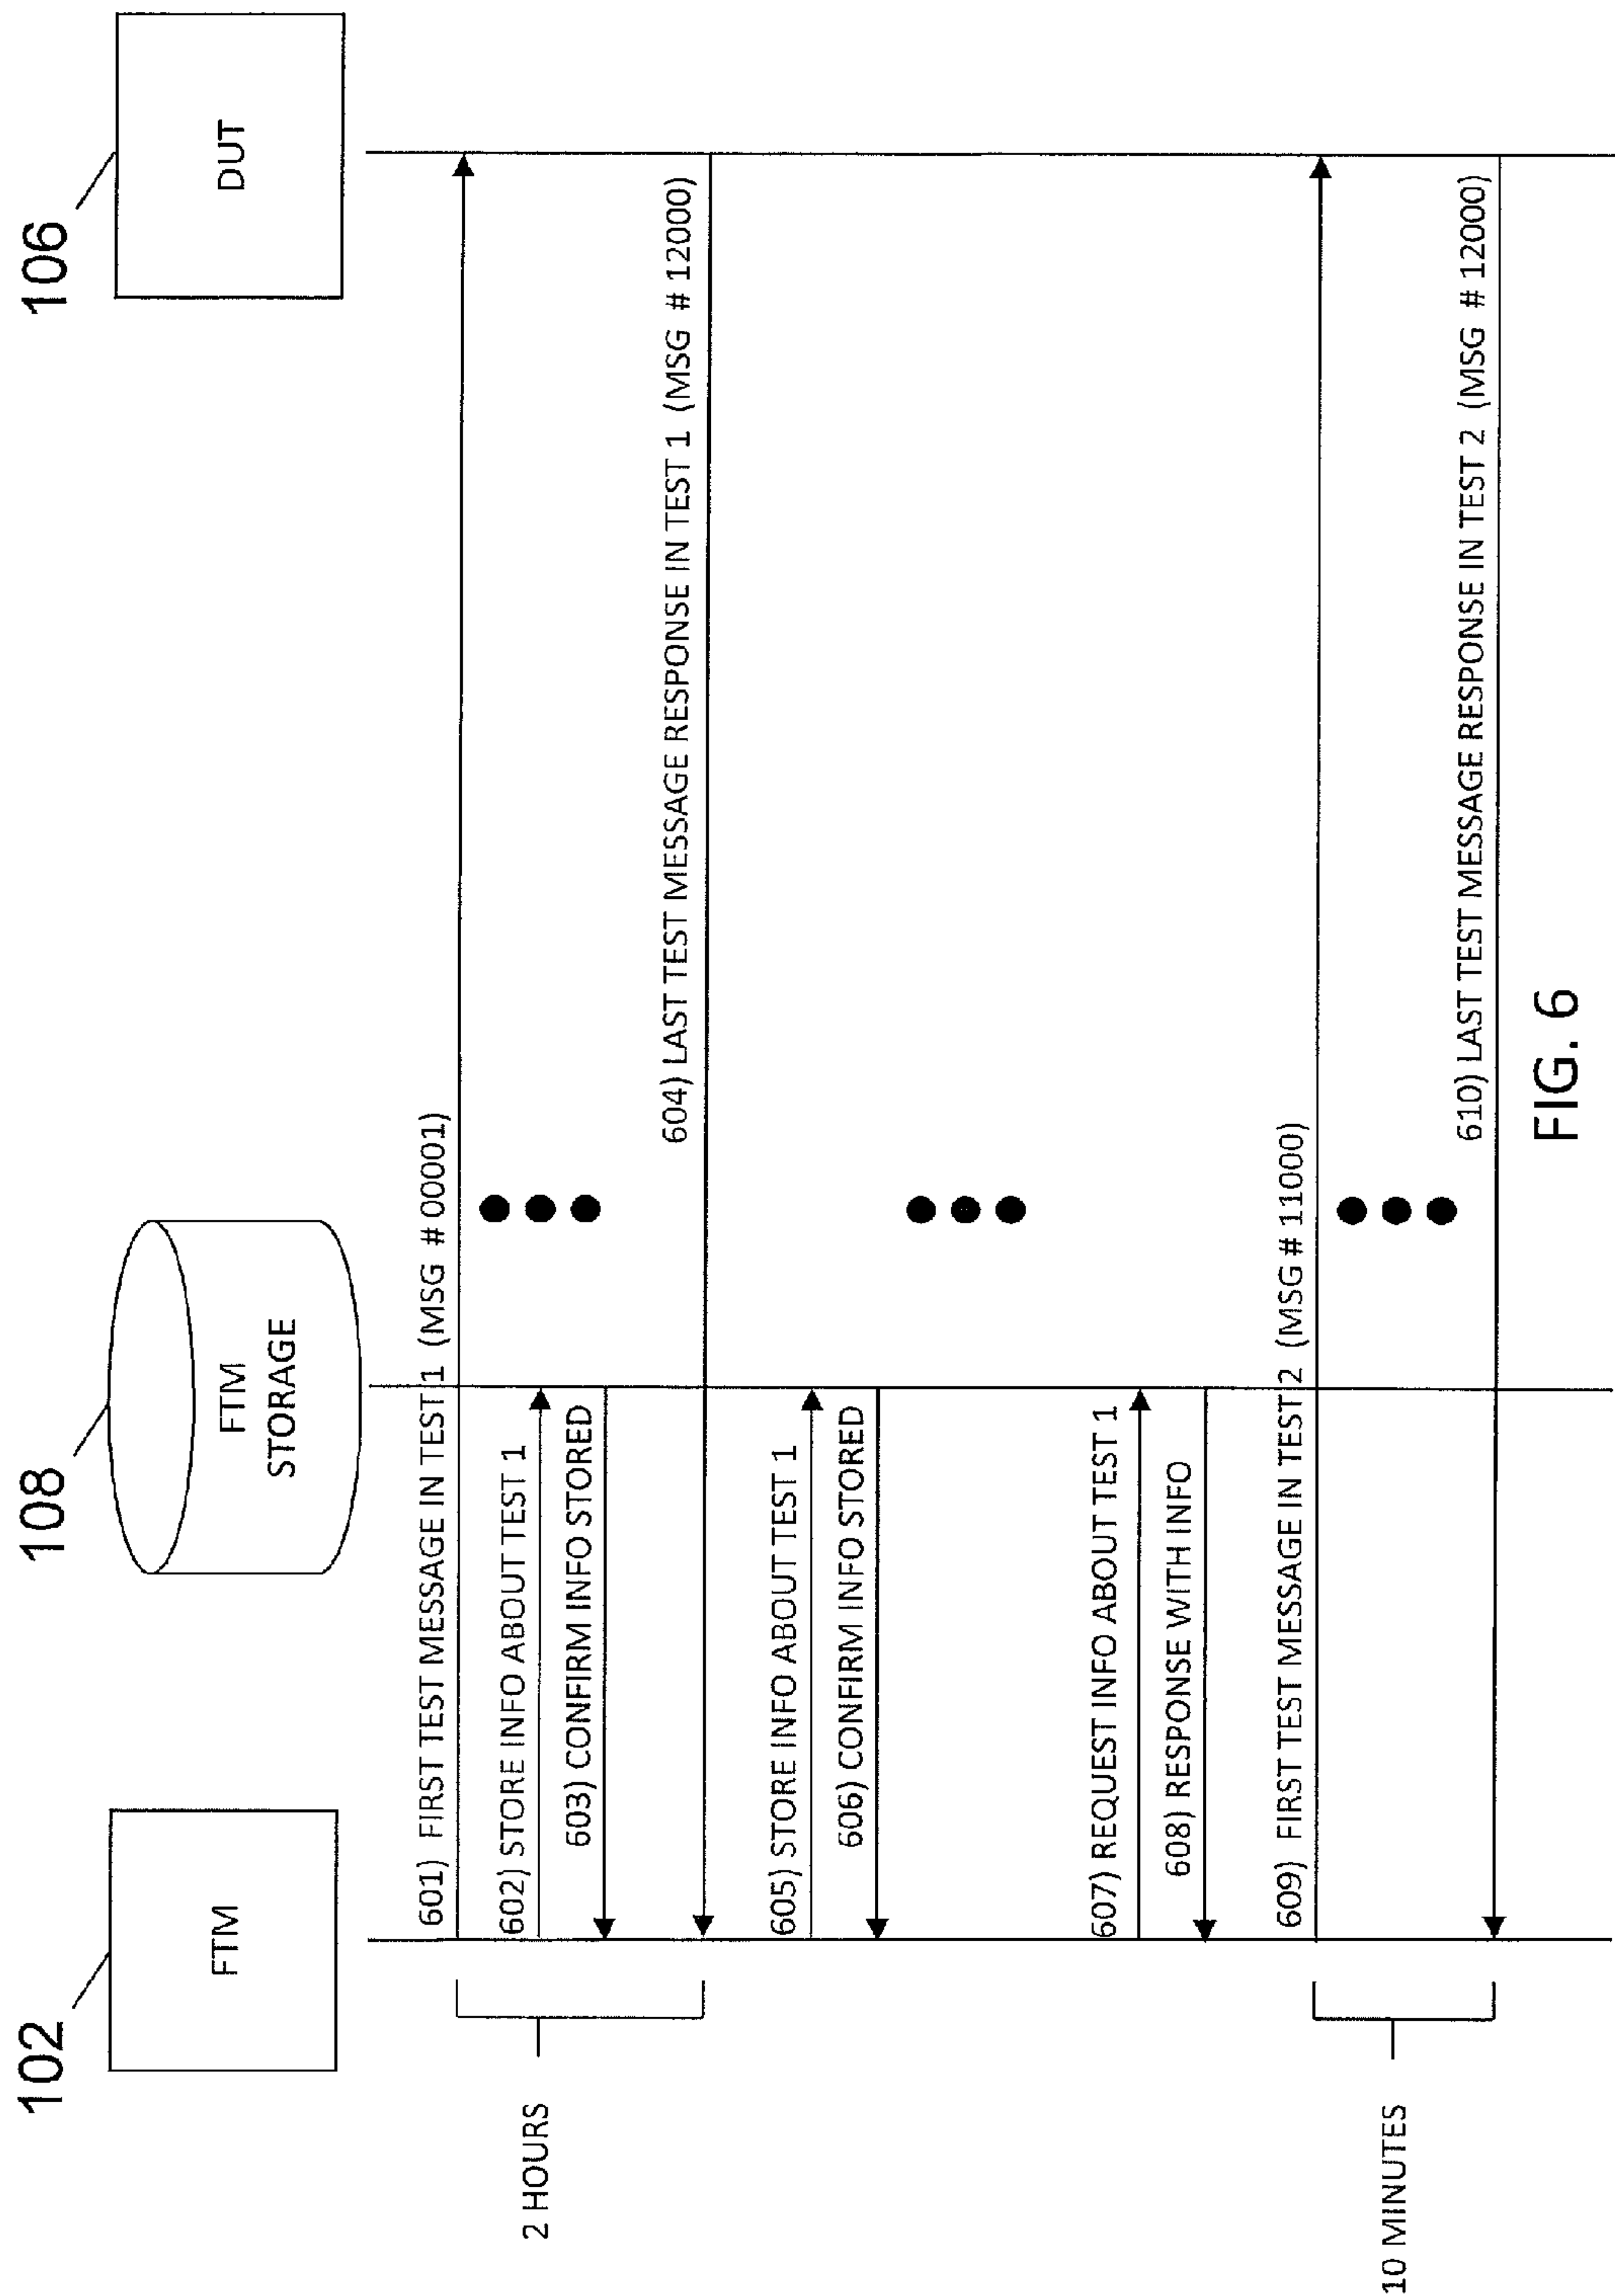 102
108
106
FTM
FTM
STORAGE
DUT
601) FIRST TEST MESSAGE IN TEST 1 (MSG # 00001)
602) STORE INFO ABOUT TEST 1
603) CONFIRM INFO STORED
2 HOURS
604) LAST TEST MESSAGE RESPONSE IN TEST 1 (MSG # 12000)
605) STORE INFO ABOUT TEST 1
606) CONFIRM INFO STORED
607) REQUEST INFO ABOUT TEST 1
608) RESPONSE WITH INFO
609) FIRST TEST MESSAGE IN TEST 2 (MSG # 11000)
10 MINUTES
610) LAST TEST MESSAGE RESPONSE IN TEST 2 (MSG # 12000)
FIG. 6